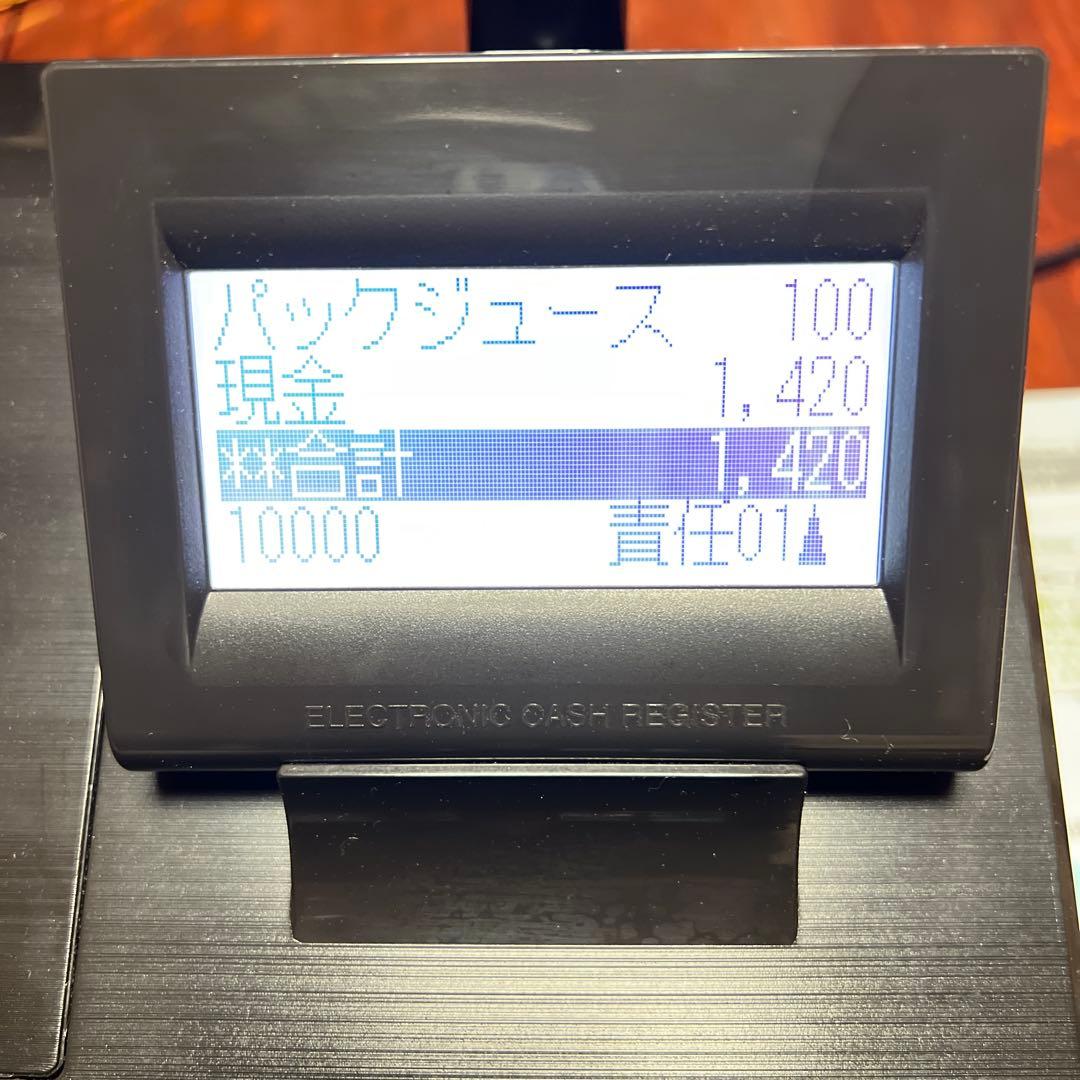 パックジュース 100
現金 1,420
**合計 1,420
10000 責任01
ELECTRONIC CASH REGISTER